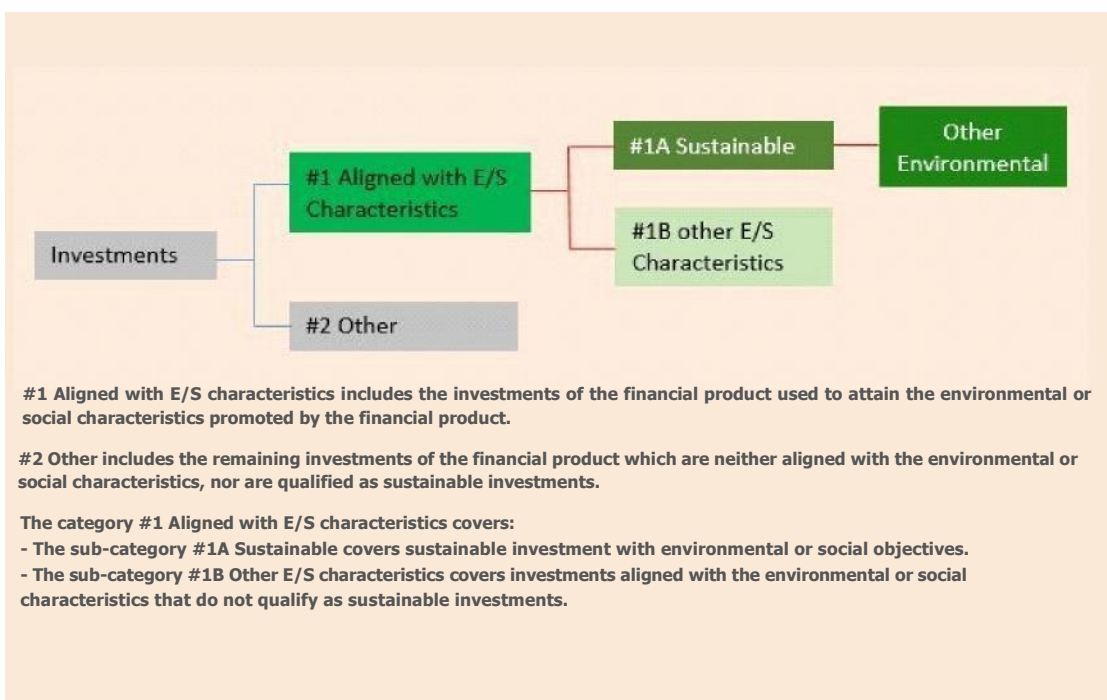 Investments
#1 Aligned with E/S
Characteristics
#2 Other
#1A Sustainable
#1B other E/S
Characteristics
Other
Environmental
#1 Aligned with E/S characteristics includes the investments of the financial product used to attain the environmental or
social characteristics promoted by the financial product.
#2 Other includes the remaining investments of the financial product which are neither aligned with the environmental or
social characteristics, nor are qualified as sustainable investments.
The category #1 Aligned with E/S characteristics covers:
- The sub-category #1A Sustainable covers sustainable investment with environmental or social objectives.
- The sub-category #1B Other E/S characteristics covers investments aligned with the environmental or social
characteristics that do not qualify as sustainable investments.